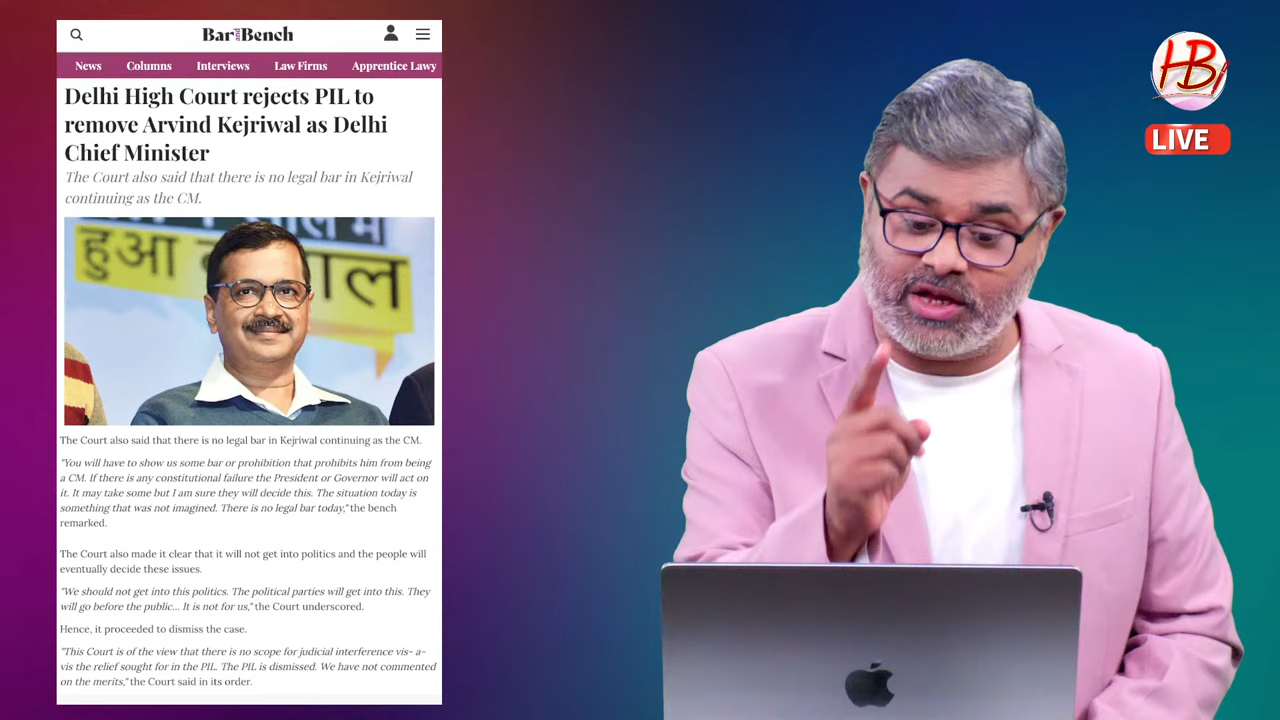 Bar and Bench
News Columns Interviews Law Firms Apprentice Lawy
Delhi High Court rejects PIL to
remove Arvind Kejriwal as Delhi
Chief Minister
The Court also said that there is no legal bar in Kejriwal
continuing as the CM.
हुआ
The Court also said that there is no legal bar in Kejriwal continuing as the CM.
"You will have to show us some bar or prohibition that prohibits him from being
a CM. If there is any constitutional failure the President or Governor will act on
it. It may take some but I am sure they will decide this. The situation today is
something that was not imagined. There is no legal bar today," the bench
remarked.
The Court also made it clear that it will not get into politics and the people will
eventually decide these issues.
"We should not get into this politics. The political parties will get into this. They
will go before the public... It is not for us," the Court underscored.
Hence, it proceeded to dismiss the case.
"This Court is of the view that there is no scope for judicial interference vis- a-
vis the relief sought for in the PIL. The PIL is dismissed. We have not commented
on the merits," the Court said in its order.
HB
LIVE